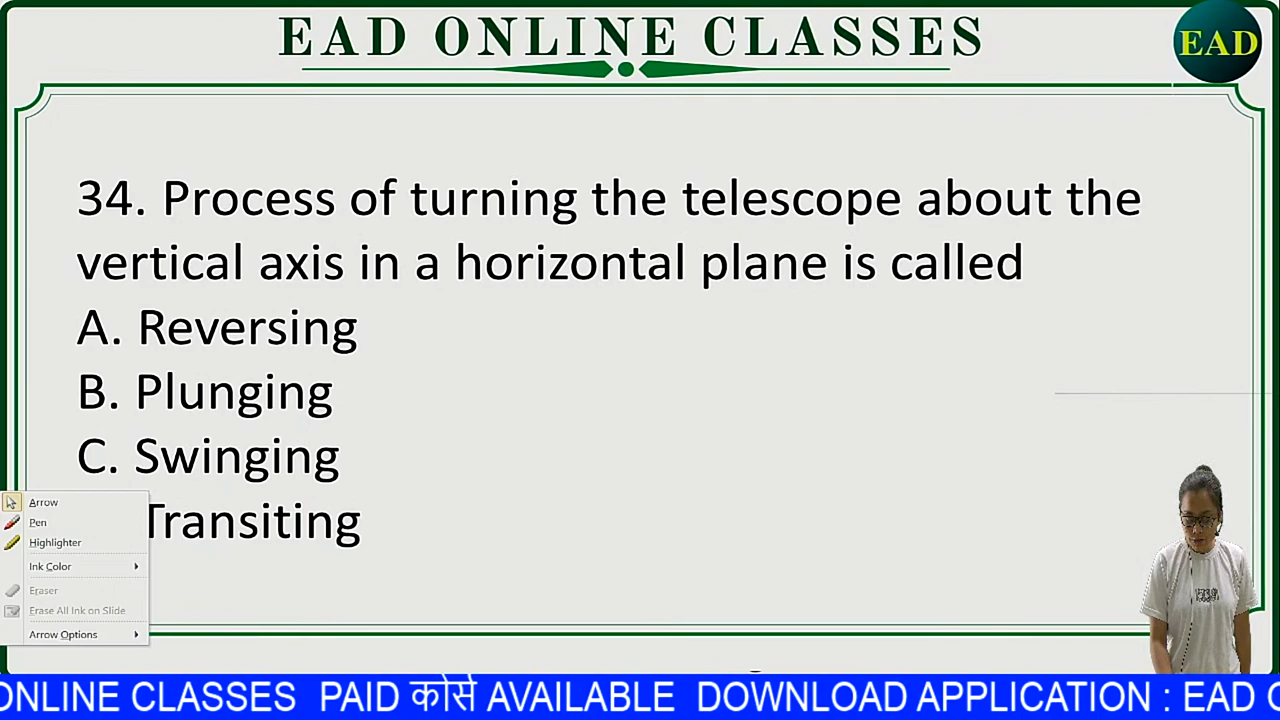 EAD ONLINE CLASSES
EAD
34. Process of turning the telescope about the
vertical axis in a horizontal plane is called
A. Reversing
B. Plunging
C. Swinging
Transiting
Arrow
Pen
Highlighter
Ink Color
Eraser
Erase All Ink on Slide
Arrow Options
ONLINE CLASSES PAID कोर्स AVAILABLE DOWNLOAD APPLICATION : EAD